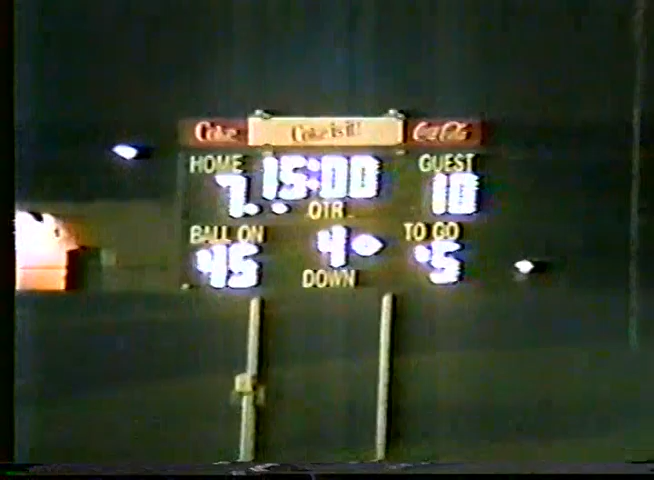 Coke Coke is it! Coca-Cola
HOME 15:00 GUEST
7 QTR 10
BALL ON 4 TO GO
45 DOWN 5